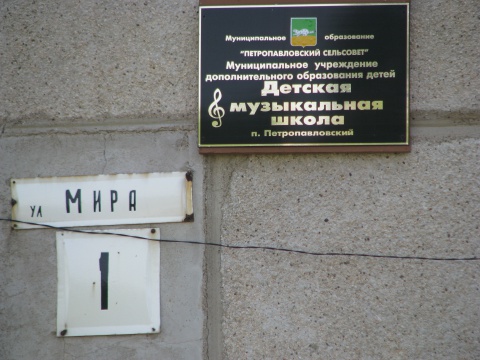 Муниципальное образование
"ПЕТРОПАВЛОВСКИЙ СЕЛЬСОВЕТ"
Муниципальное учреждение
дополнительного образования детей
Детская
музыкальная
школа
п. Петропавловский
ул МИРА
1